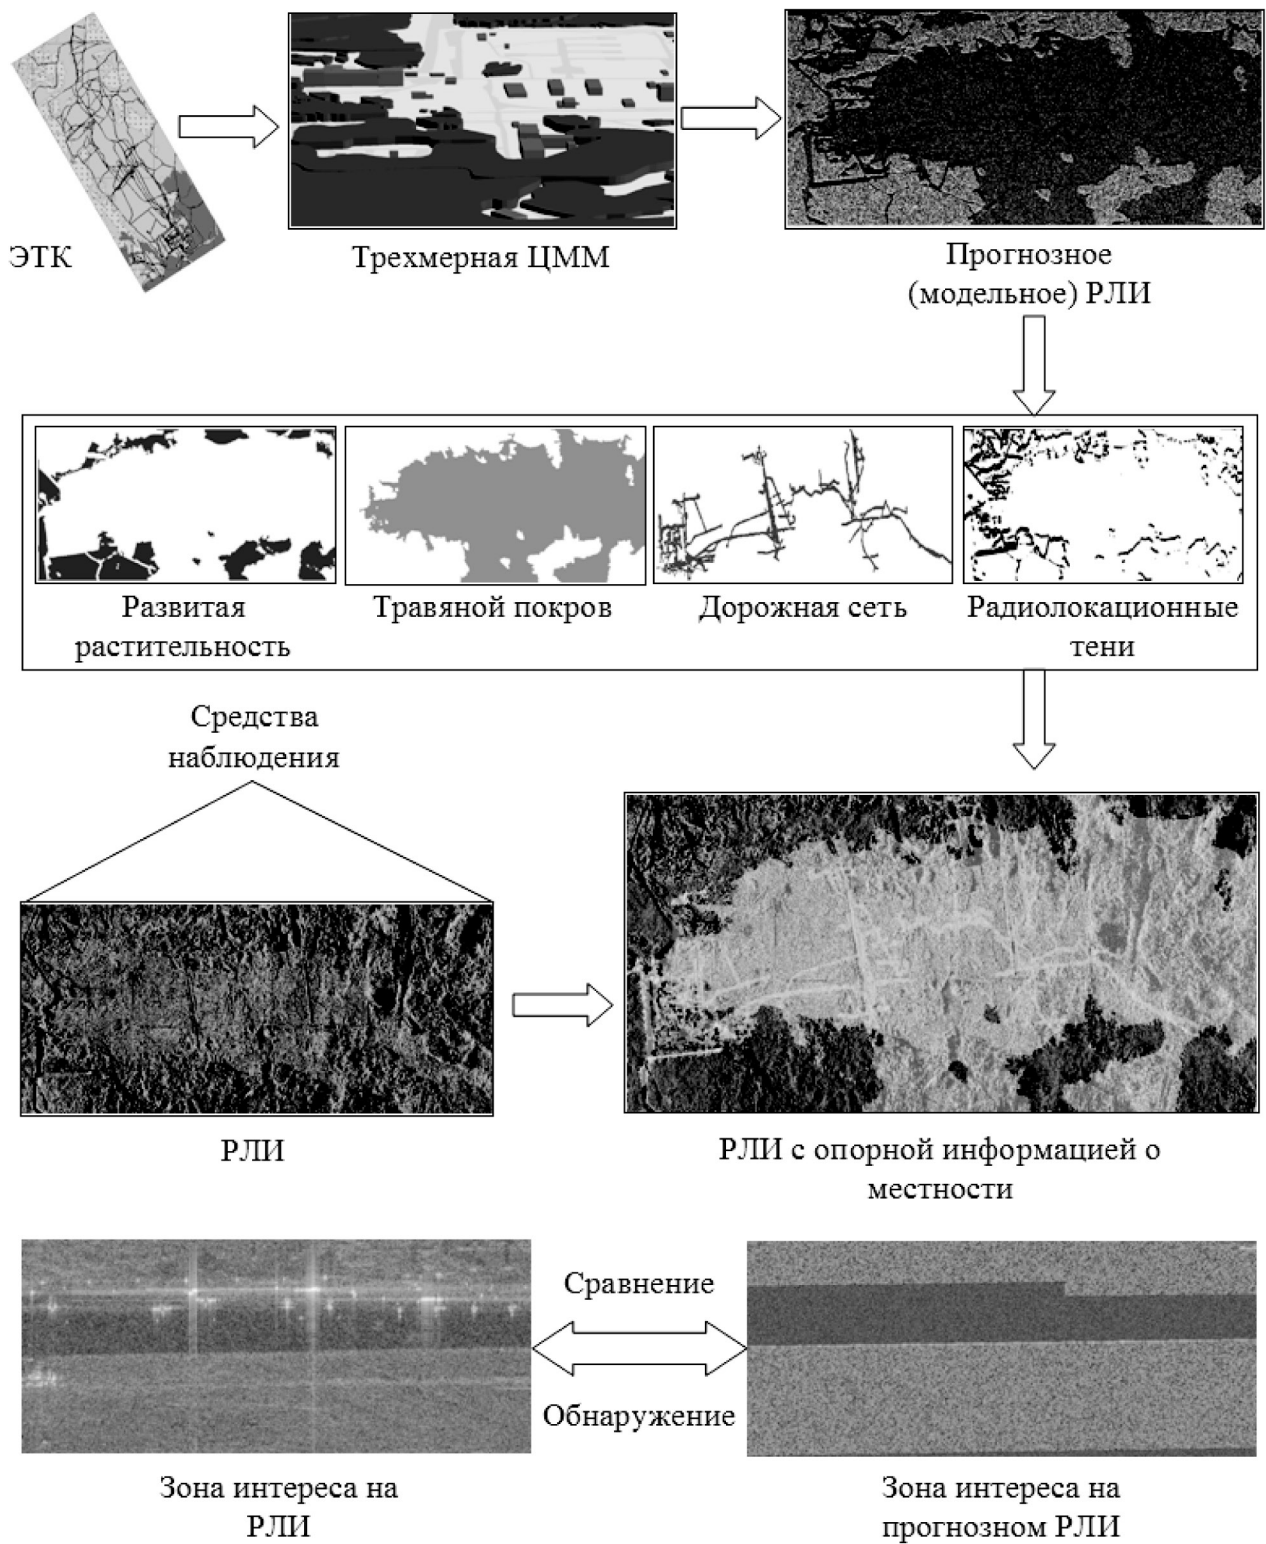 ЭТК
Трехмерная ЦММ
Прогнозное
(модельное) РЛИ
Развитая
растительность
Травяной покров
Дорожная сеть
Радиолокационные
тени
Средства
наблюдения
РЛИ
РЛИ с опорной информацией о
местности
Сравнение
Обнаружение
Зона интереса на
РЛИ
Зона интереса на
прогнозном РЛИ